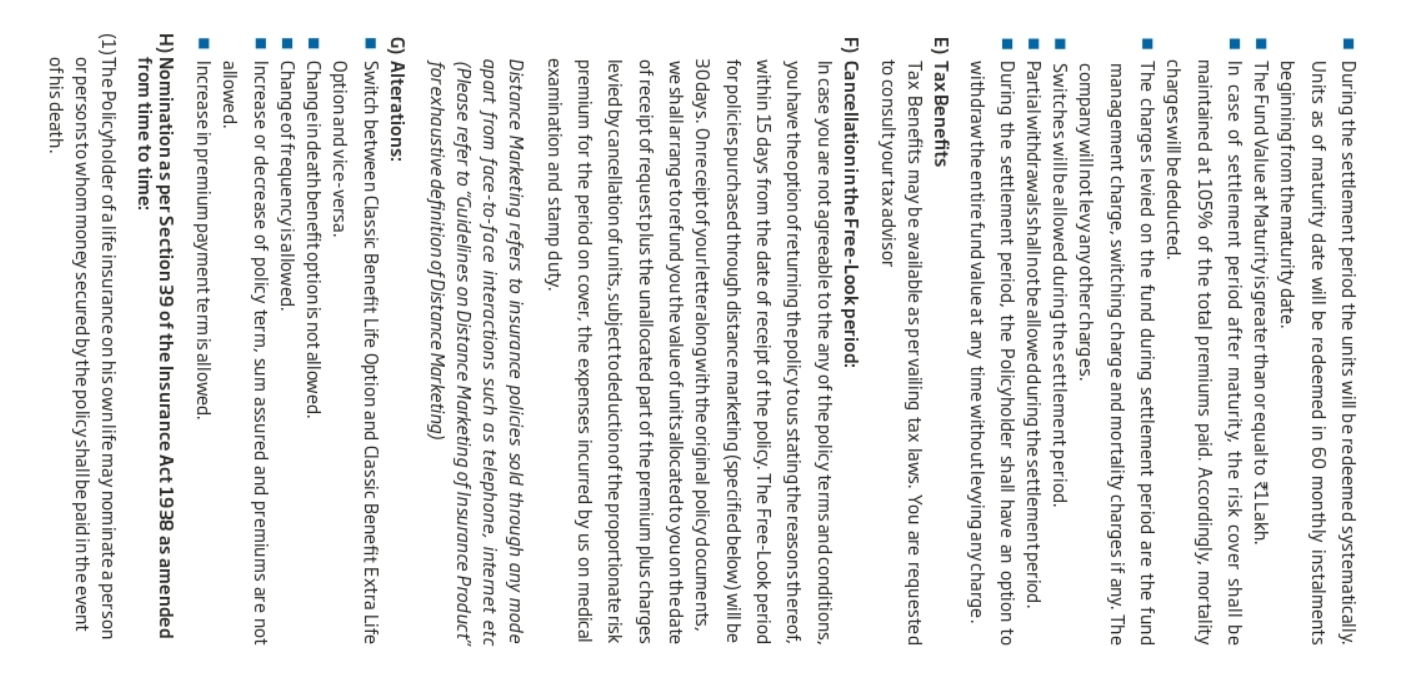 ■ During the settlement period the units will be redeemed systematically.
Units as of maturity date will be redeemed in 60 monthly instalments
beginning from the maturity date.
■ The Fund Value at Maturity is greater than or equal to ₹1 Lakh.
■ In case of settlement period after maturity, the risk cover shall be
maintained at 105% of the total premiums paid. Accordingly, mortality
charges will be deducted.
■ The charges levied on the fund during settlement period are the fund
management charge, switching charge and mortality charges if any. The
company will not levy any other charges.
■ Switches will be allowed during the settlement period.
■ Partial withdrawals shall not be allowed during the settlement period.
■ During the settlement period, the Policyholder shall have an option to
withdraw the entire fund value at any time without levying any charge.
E) Tax Benefits
Tax Benefits may be available as per vailing tax laws. You are requested
to consult your tax advisor
F) Cancellation in the Free-Look period:
In case you are not agreeable to the any of the policy terms and conditions,
you have the option of returning the policy to us stating the reasons thereof,
within 15 days from the date of receipt of the policy. The Free-Look period
for policies purchased through distance marketing (specified below) will be
30 days. On receipt of your letter along with the original policy documents,
we shall arrange to refund you the value of units allocated to you on the date
of receipt of request plus the unallocated part of the premium plus charges
levied by cancellation of units, subject to deduction of the proportionate risk
premium for the period on cover, the expenses incurred by us on medical
examination and stamp duty.
Distance Marketing refers to insurance policies sold through any mode
apart from face-to-face interactions such as telephone, internet etc
(Please refer to "Guidelines on Distance Marketing of Insurance Product"
for exhaustive definition of Distance Marketing)
G) Alterations:
■ Switch between Classic Benefit Life Option and Classic Benefit Extra Life
Option and vice-versa.
■ Change in death benefit option is not allowed.
■ Change of frequency is allowed.
■ Increase or decrease of policy term, sum assured and premiums are not
allowed.
■ Increase in premium payment term is allowed.
H) Nomination as per Section 39 of the Insurance Act 1938 as amended
from time to time:
(1) The Policyholder of a life insurance on his own life may nominate a person
or persons to whom money secured by the policy shall be paid in the event
of his death.